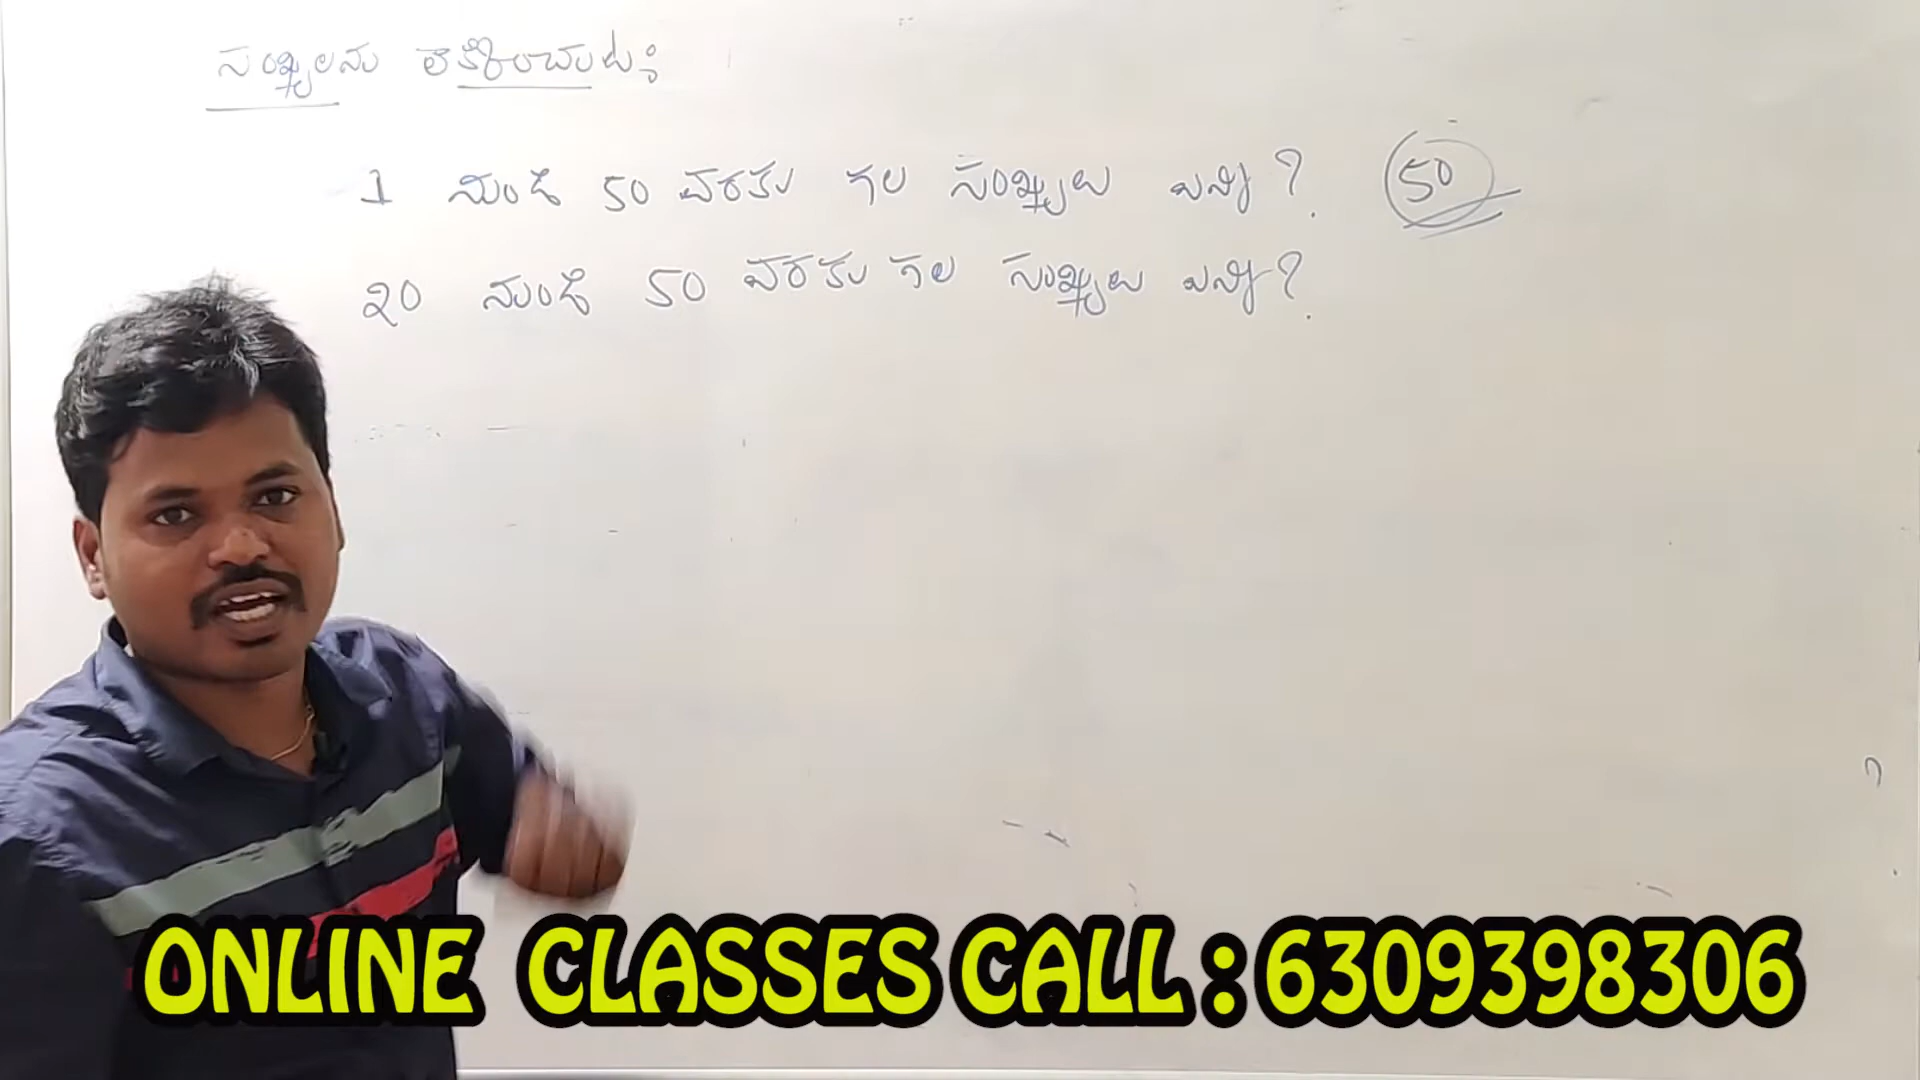 సంఖ్యలను లెక్కించుట:
1 నుండి 50 వరకు గల సంఖ్యలు ఎన్ని? 50
20 నుండి 50 వరకు గల సంఖ్యలు ఎన్ని?
ONLINE CLASSES CALL : 6309398306